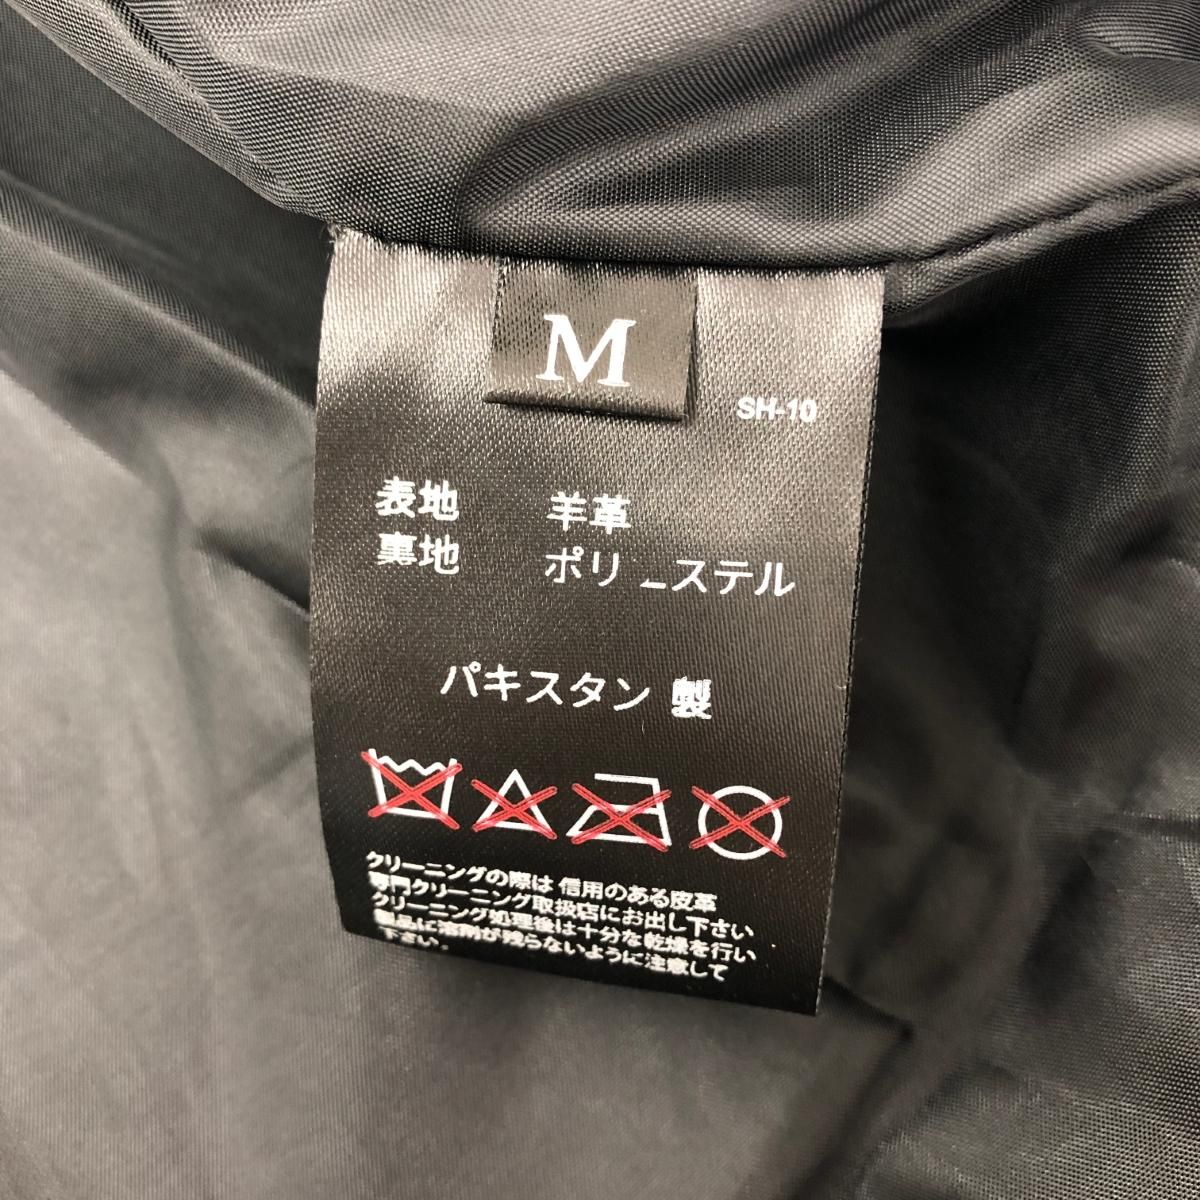 M
SH-10
表地 羊革
裏地 ポリ_ステル
パキスタン 製
クリーニングの際は 信用のある皮革
専門クリーニング取扱店にお出し下さい
クリーニング処理後は十分な乾燥を行い
製品に溶剤が残らないように注意して
下さい.